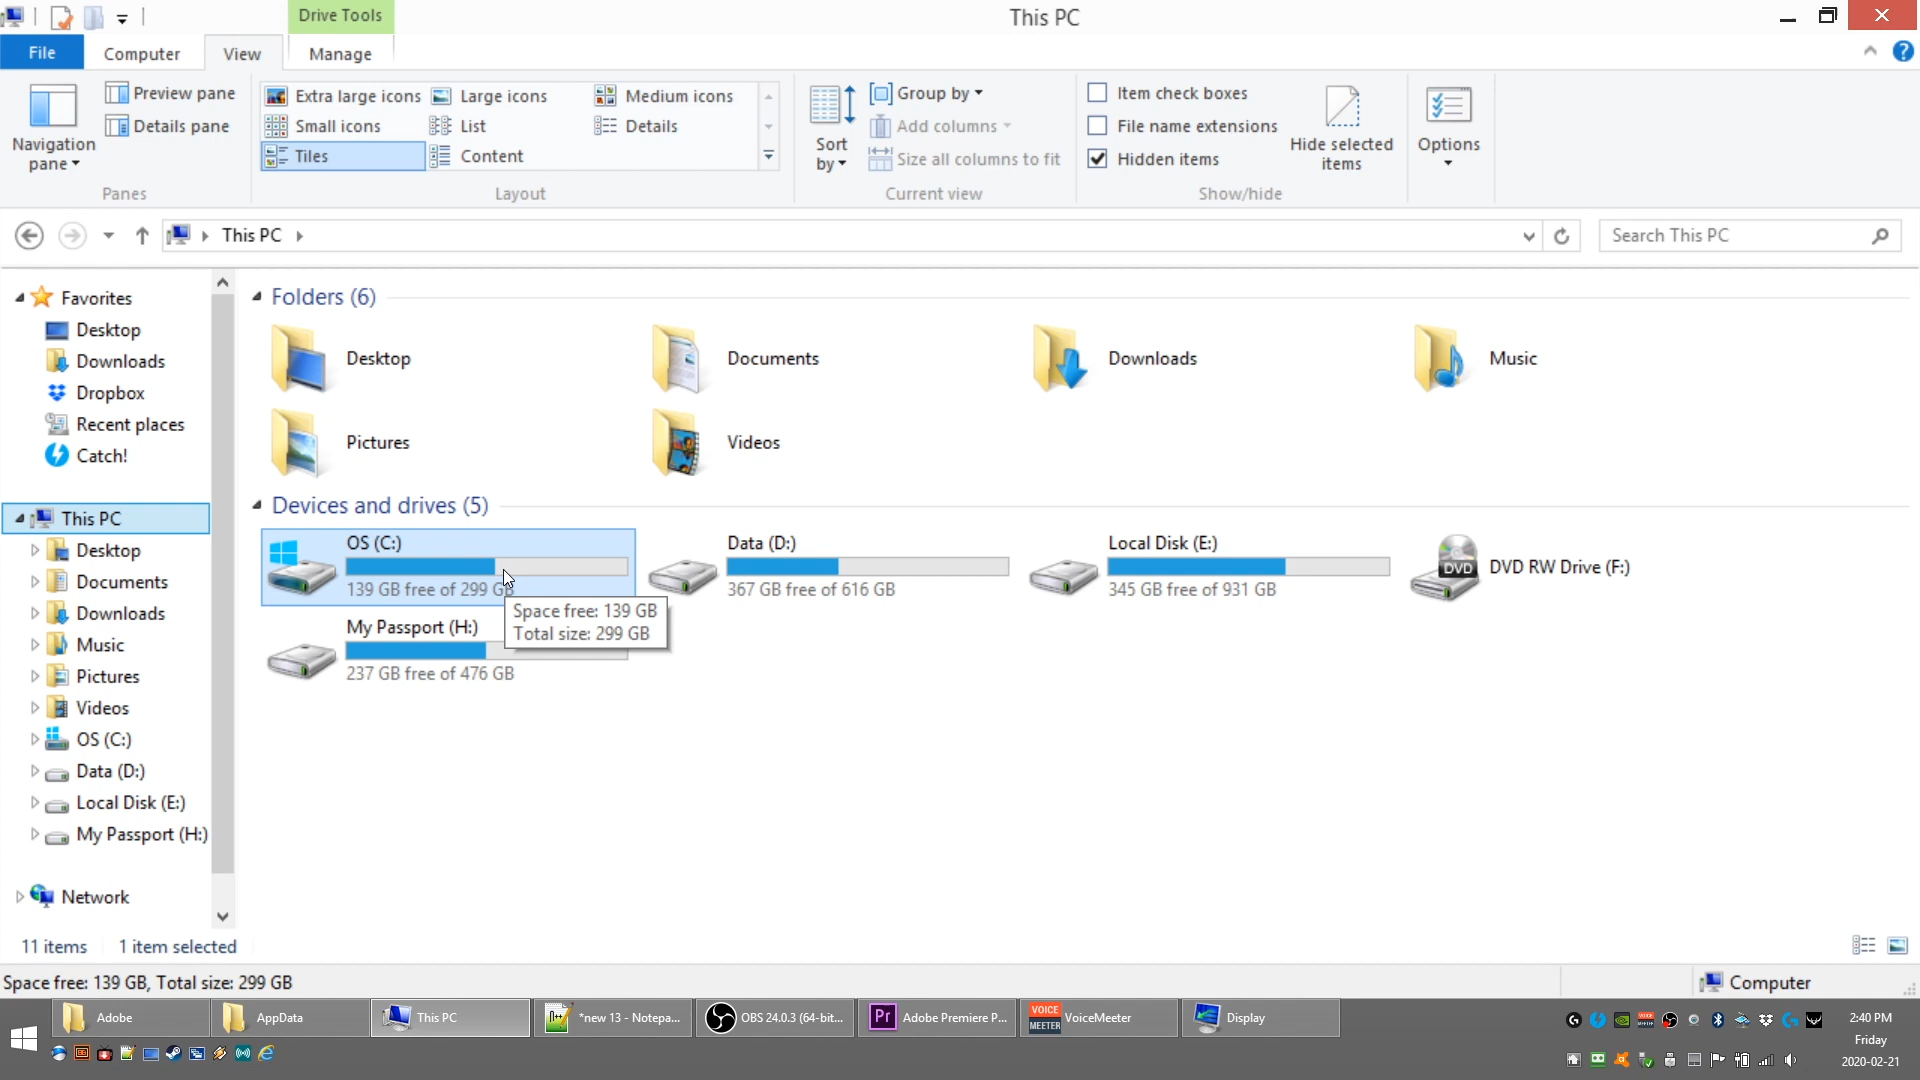 Drive Tools
This PC
File
Computer
View
Manage
Navigation pane
Preview pane
Details pane
Panes
Extra large icons
Large icons
Medium icons
Small icons
List
Details
Tiles
Content
Layout
Sort by
Group by
Add columns
Size all columns to fit
Current view
Item check boxes
File name extensions
Hidden items
Hide selected items
Show/hide
Options
This PC
Search This PC
Favorites
Desktop
Downloads
Dropbox
Recent places
Catch!
This PC
Desktop
Documents
Downloads
Music
Pictures
Videos
OS (C:)
Data (D:)
Local Disk (E:)
My Passport (H:)
Network
Folders (6)
Desktop
Documents
Downloads
Music
Pictures
Videos
Devices and drives (5)
OS (C:)
139 GB free of 299 GB
Data (D:)
367 GB free of 616 GB
Local Disk (E:)
345 GB free of 931 GB
DVD
DVD RW Drive (F:)
My Passport (H:)
237 GB free of 476 GB
Space free: 139 GB
Total size: 299 GB
11 items
1 item selected
Space free: 139 GB, Total size: 299 GB
Computer
Adobe
AppData
This PC
*new 13 - Notepa...
OBS 24.0.3 (64-bit...
Pr
Adobe Premiere P...
VOICE
MEETER
VoiceMeeter
Display
2:40 PM
Friday
2020-02-21